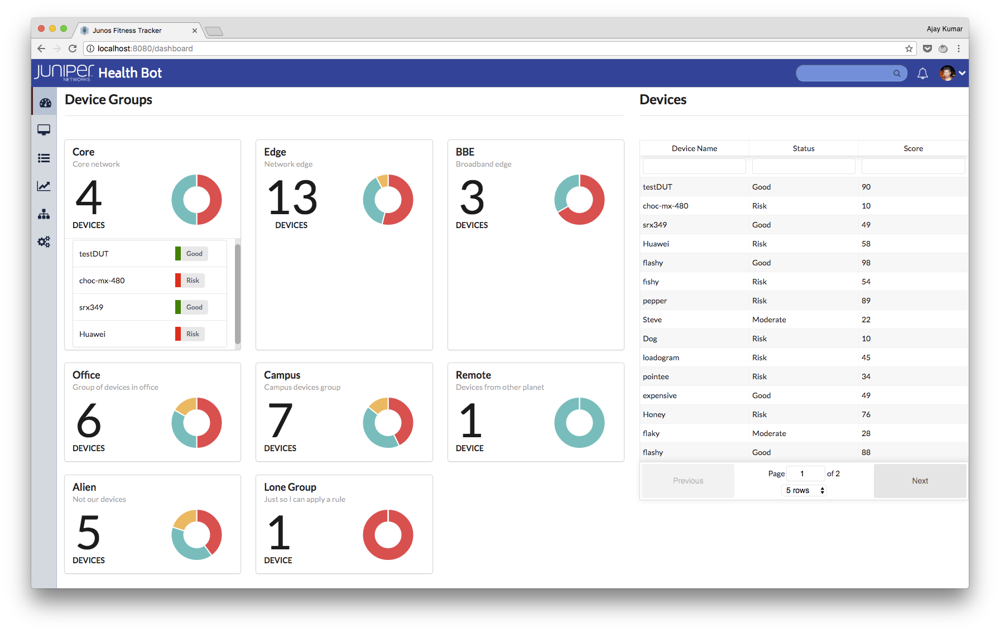 Junos Fitness Tracker
Ajay Kumar
localhost:8080/dashboard
JUNIPER NETWORKS Health Bot
Device Groups
Core
Core network
4
DEVICES
testDUT Good
choc-mx-480 Risk
srx349 Good
Huawei Risk
Edge
Network edge
13
DEVICES
BBE
Broadband edge
3
DEVICES
Office
Group of devices in office
6
DEVICES
Campus
Campus devices group
7
DEVICES
Remote
Devices from other planet
1
DEVICE
Alien
Not our devices
5
DEVICES
Lone Group
Just so I can apply a rule
1
DEVICE
Devices
Device Name Status Score
testDUT Good 90
choc-mx-480 Risk 10
srx349 Good 49
Huawei Risk 58
flashy Good 98
fishy Risk 54
pepper Risk 89
Steve Moderate 22
Dog Risk 10
loadogram Risk 45
pointee Risk 34
expensive Good 49
Honey Risk 76
flaky Moderate 28
flashy Good 88
Previous
Page 1 of 2
5 rows
Next